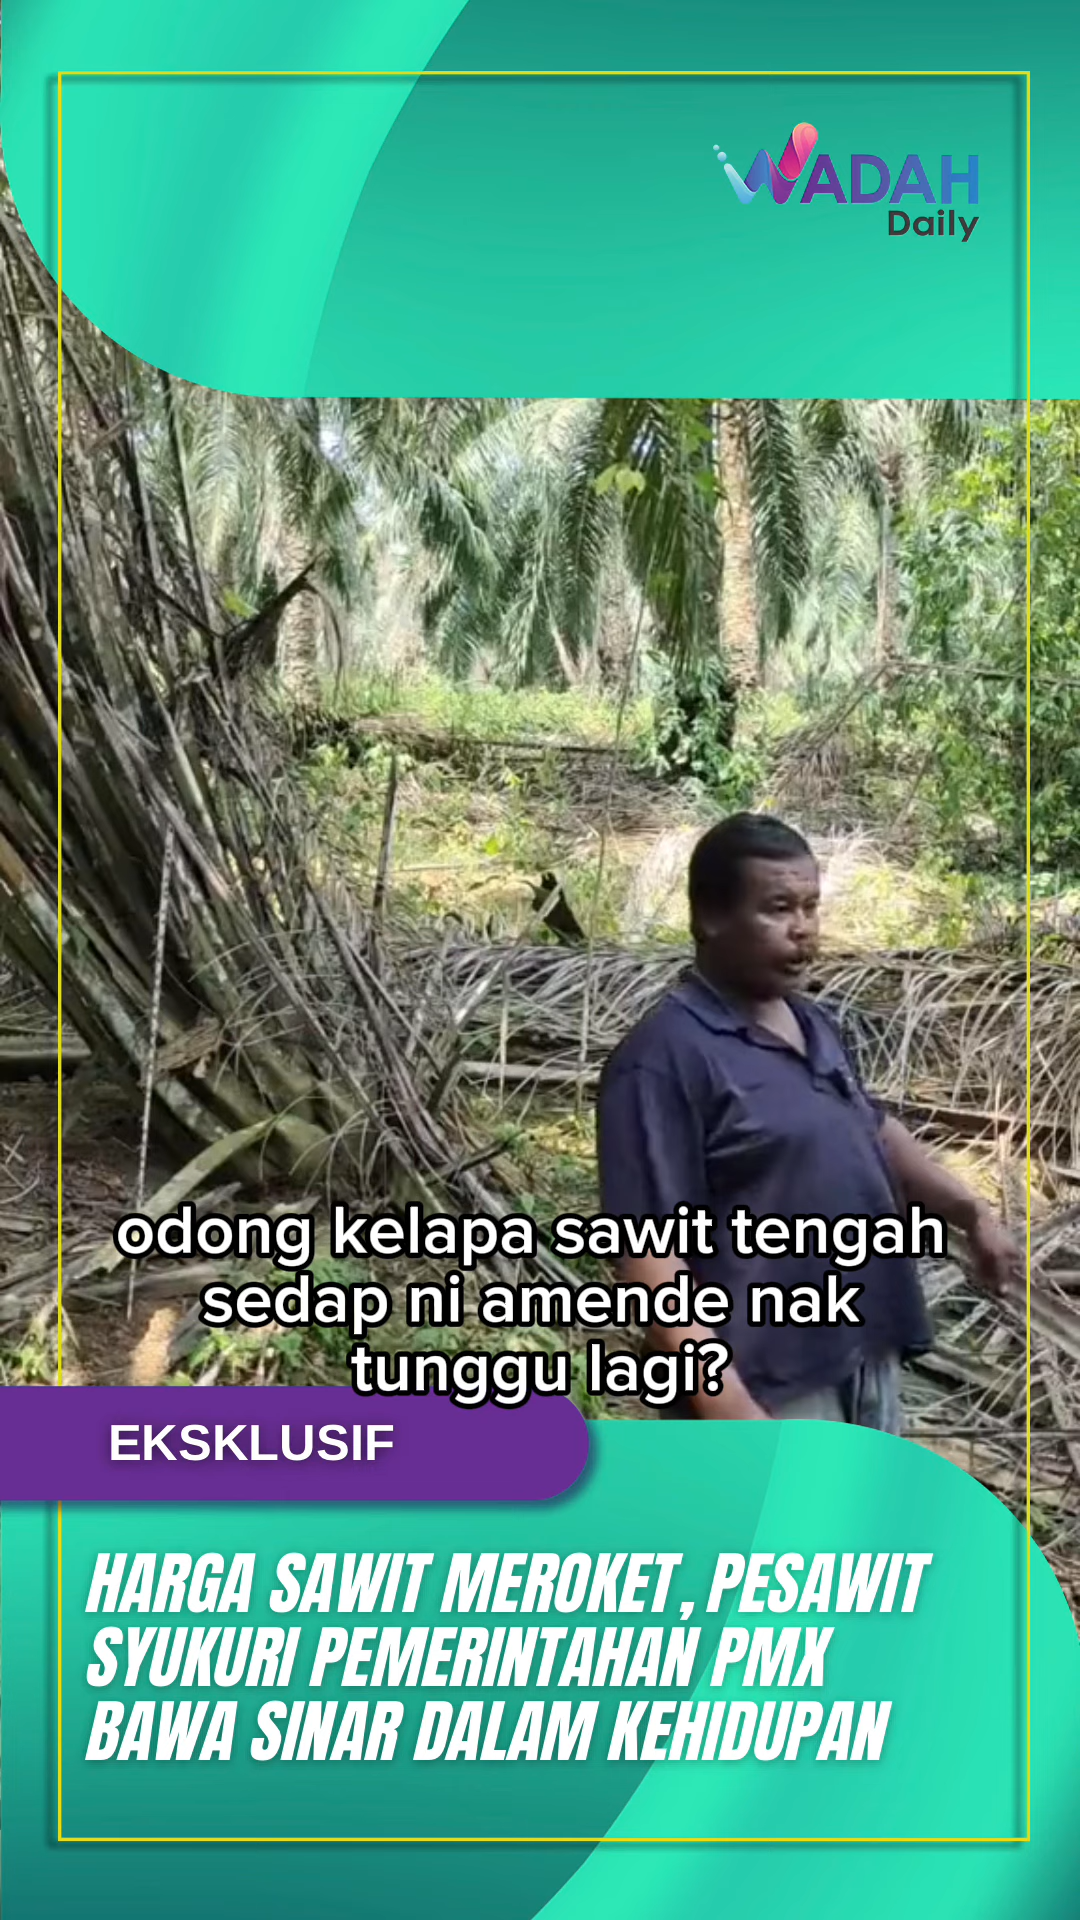 WADAH
Daily
odong kelapa sawit tengah
sedap ni amende nak
tunggu lagi?
EKSKLUSIF
HARGA SAWIT MEROKET, PESAWIT
SYUKURI PEMERINTAHAN PMX
BAWA SINAR DALAM KEHIDUPAN